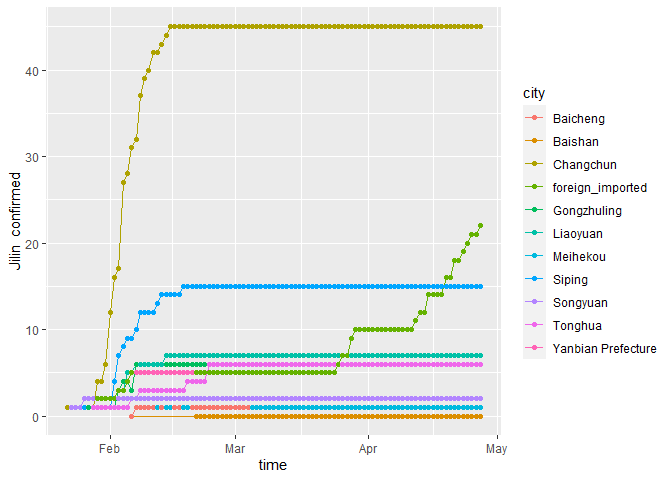 40
30
20
10
0
Jilin_confirmed
Feb
Mar
Apr
May
time
city
Baicheng
Baishan
Changchun
foreign_imported
Gongzhuling
Liaoyuan
Meihekou
Siping
Songyuan
Tonghua
Yanbian Prefecture